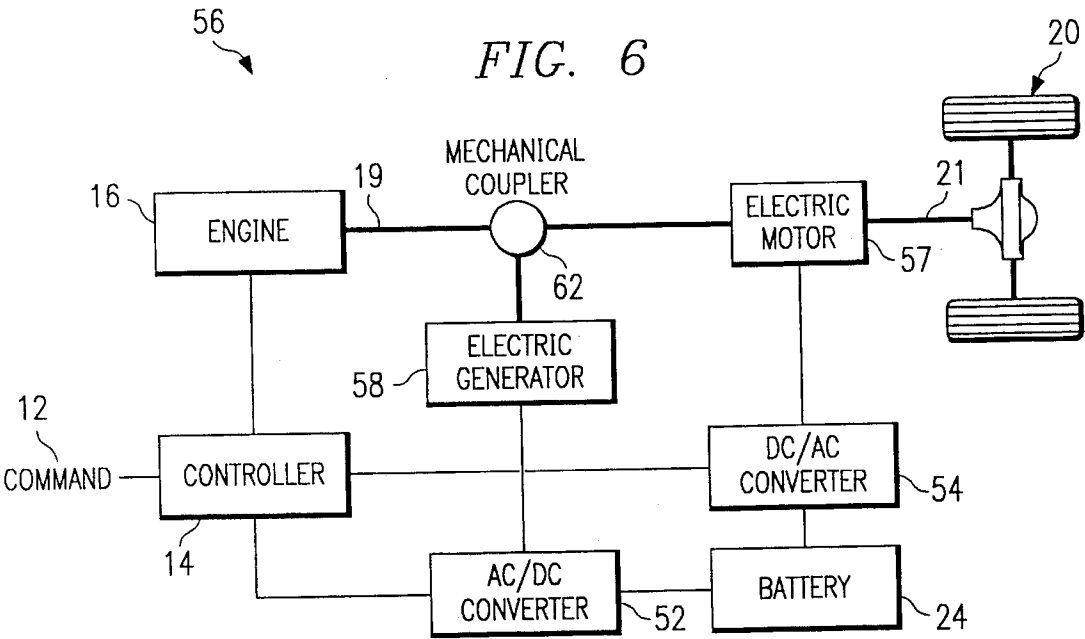 56
FIG. 6
20
MECHANICAL
COUPLER
16
19
21
ENGINE
ELECTRIC
MOTOR
57
62
ELECTRIC
GENERATOR
58
12
COMMAND
CONTROLLER
DC/AC
CONVERTER
54
14
AC/DC
CONVERTER
52
BATTERY
24